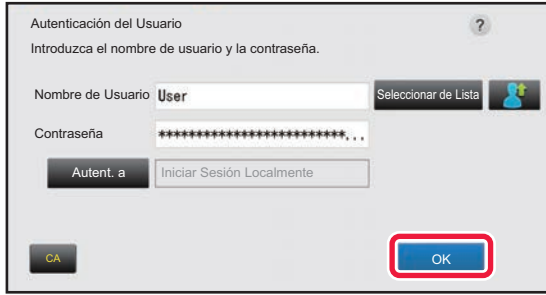 Autenticación del Usuario
?
Introduzca el nombre de usuario y la contraseña.
Nombre de Usuario User Seleccionar de Lista
Contraseña **************************...
Autent. a Iniciar Sesión Localmente
CA OK